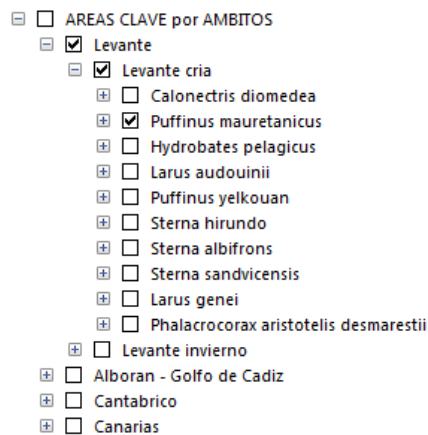 AREAS CLAVE por AMBITOS
Levante
Levante cria
Calonectris diomedea
Puffinus mauretanicus
Hydrobates pelagicus
Larus audouinii
Puffinus yelkouan
Sterna hirundo
Sterna albifrons
Sterna sandvicensis
Larus genei
Phalacrocorax aristotelis desmarestii
Levante invierno
Alboran - Golfo de Cadiz
Cantabrico
Canarias